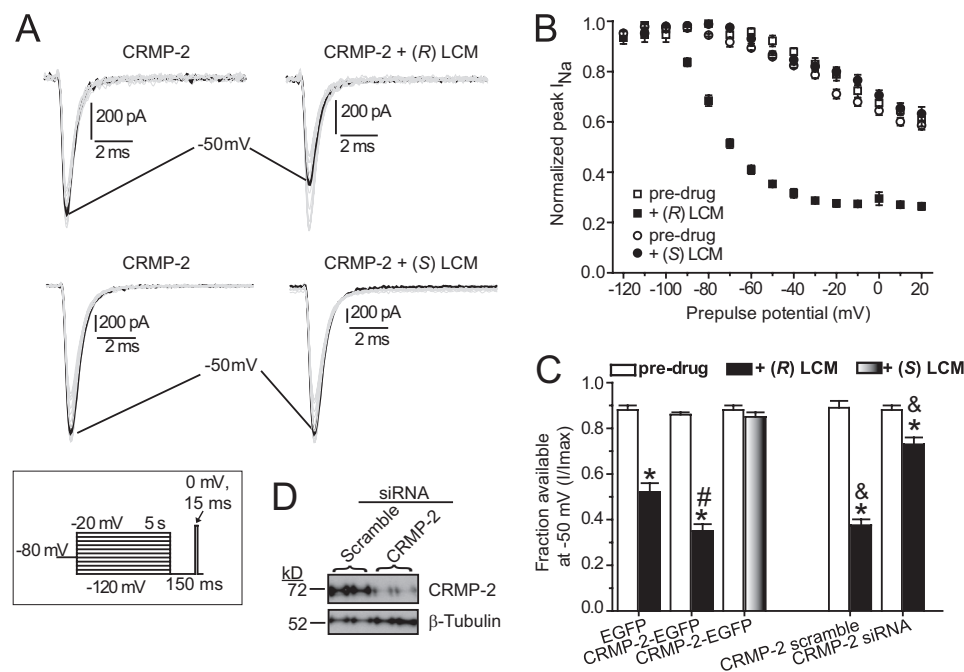 A
CRMP-2
CRMP-2 + (R) LCM
200 pA
2 ms
200 pA
2 ms
-50mV
CRMP-2
CRMP-2 + (S) LCM
200 pA
2 ms
200 pA
2 ms
-50mV
0 mV,
15 ms
-20 mV
5 s
-80 mV
-120 mV
150 ms
B
Normalized peak INa
1.0
0.8
0.6
0.4
0.2
0.0
pre-drug
+ (R) LCM
pre-drug
+ (S) LCM
-120
-100
-80
-60
-40
-20
0
20
Prepulse potential (mV)
C
pre-drug
+ (R) LCM
+ (S) LCM
Fraction available
at -50 mV (I/Imax)
1.0
0.8
0.6
0.4
0.2
0.0
*
#
*
&
*
&
*
EGFP
CRMP-2-EGFP
CRMP-2-EGFP
CRMP-2 scramble
CRMP-2 siRNA
D
siRNA
Scramble
CRMP-2
kD
72
CRMP-2
52
β-Tubulin